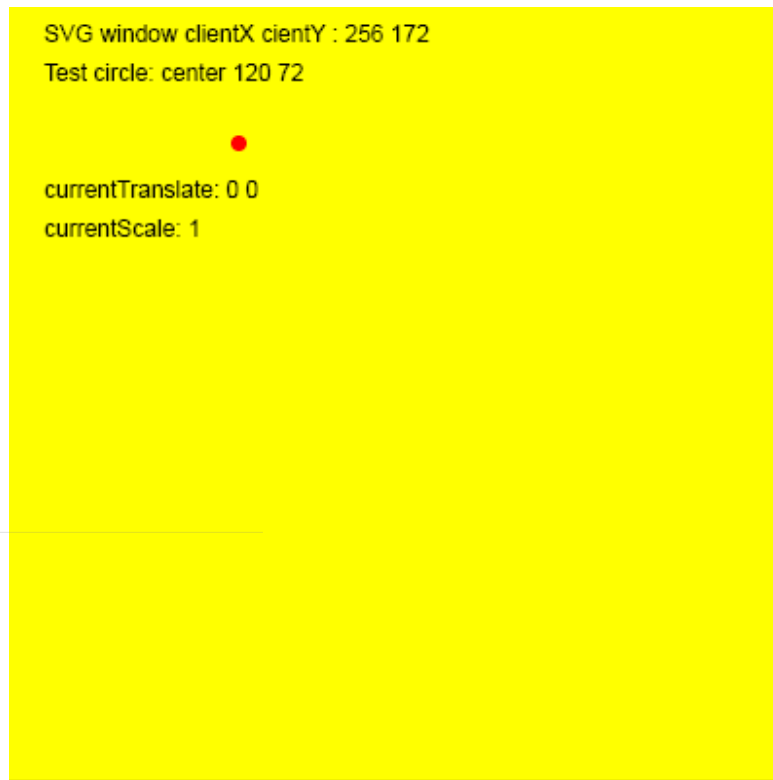 SVG window clientX cientY : 256 172
Test circle: center 120 72
currentTranslate: 0 0
currentScale: 1